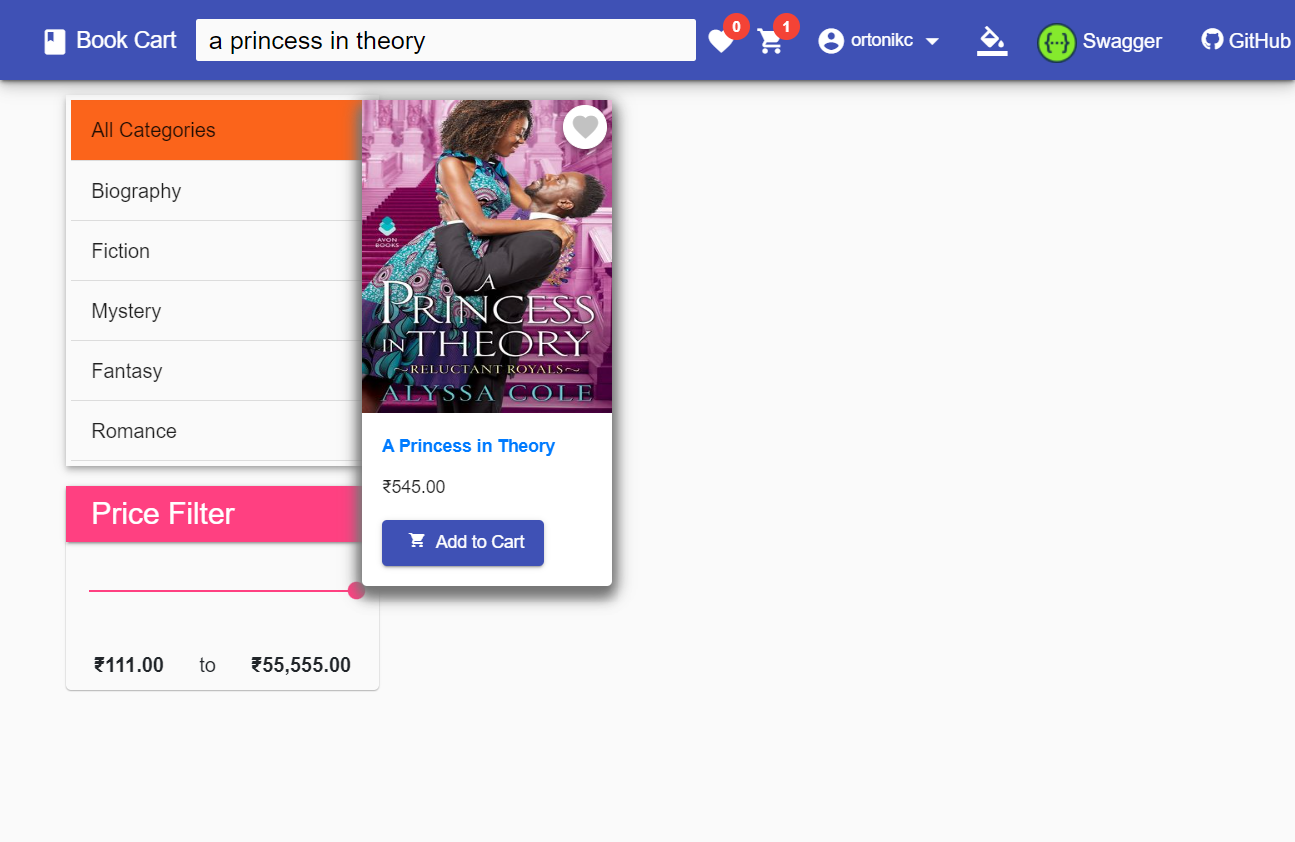 Book Cart
a princess in theory
0
1
ortonikc
Swagger
GitHub
All Categories
Biography
Fiction
Mystery
Fantasy
Romance
AVON
BOOKS
A
PRINCESS
IN THEORY
~RELUCTANT ROYALS~
ALYSSA COLE
A Princess in Theory
₹545.00
Add to Cart
Price Filter
₹111.00 to ₹55,555.00